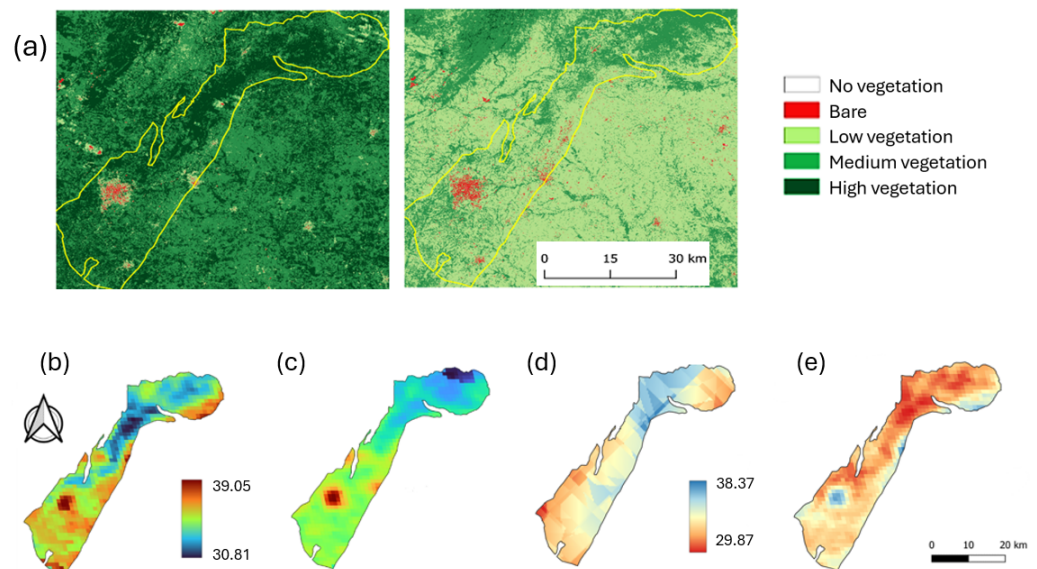 (a)
No vegetation
Bare
Low vegetation
Medium vegetation
High vegetation
0 15 30 km
(b)
(c)
(d)
(e)
39.05
30.81
38.37
29.87
0 10 20 km